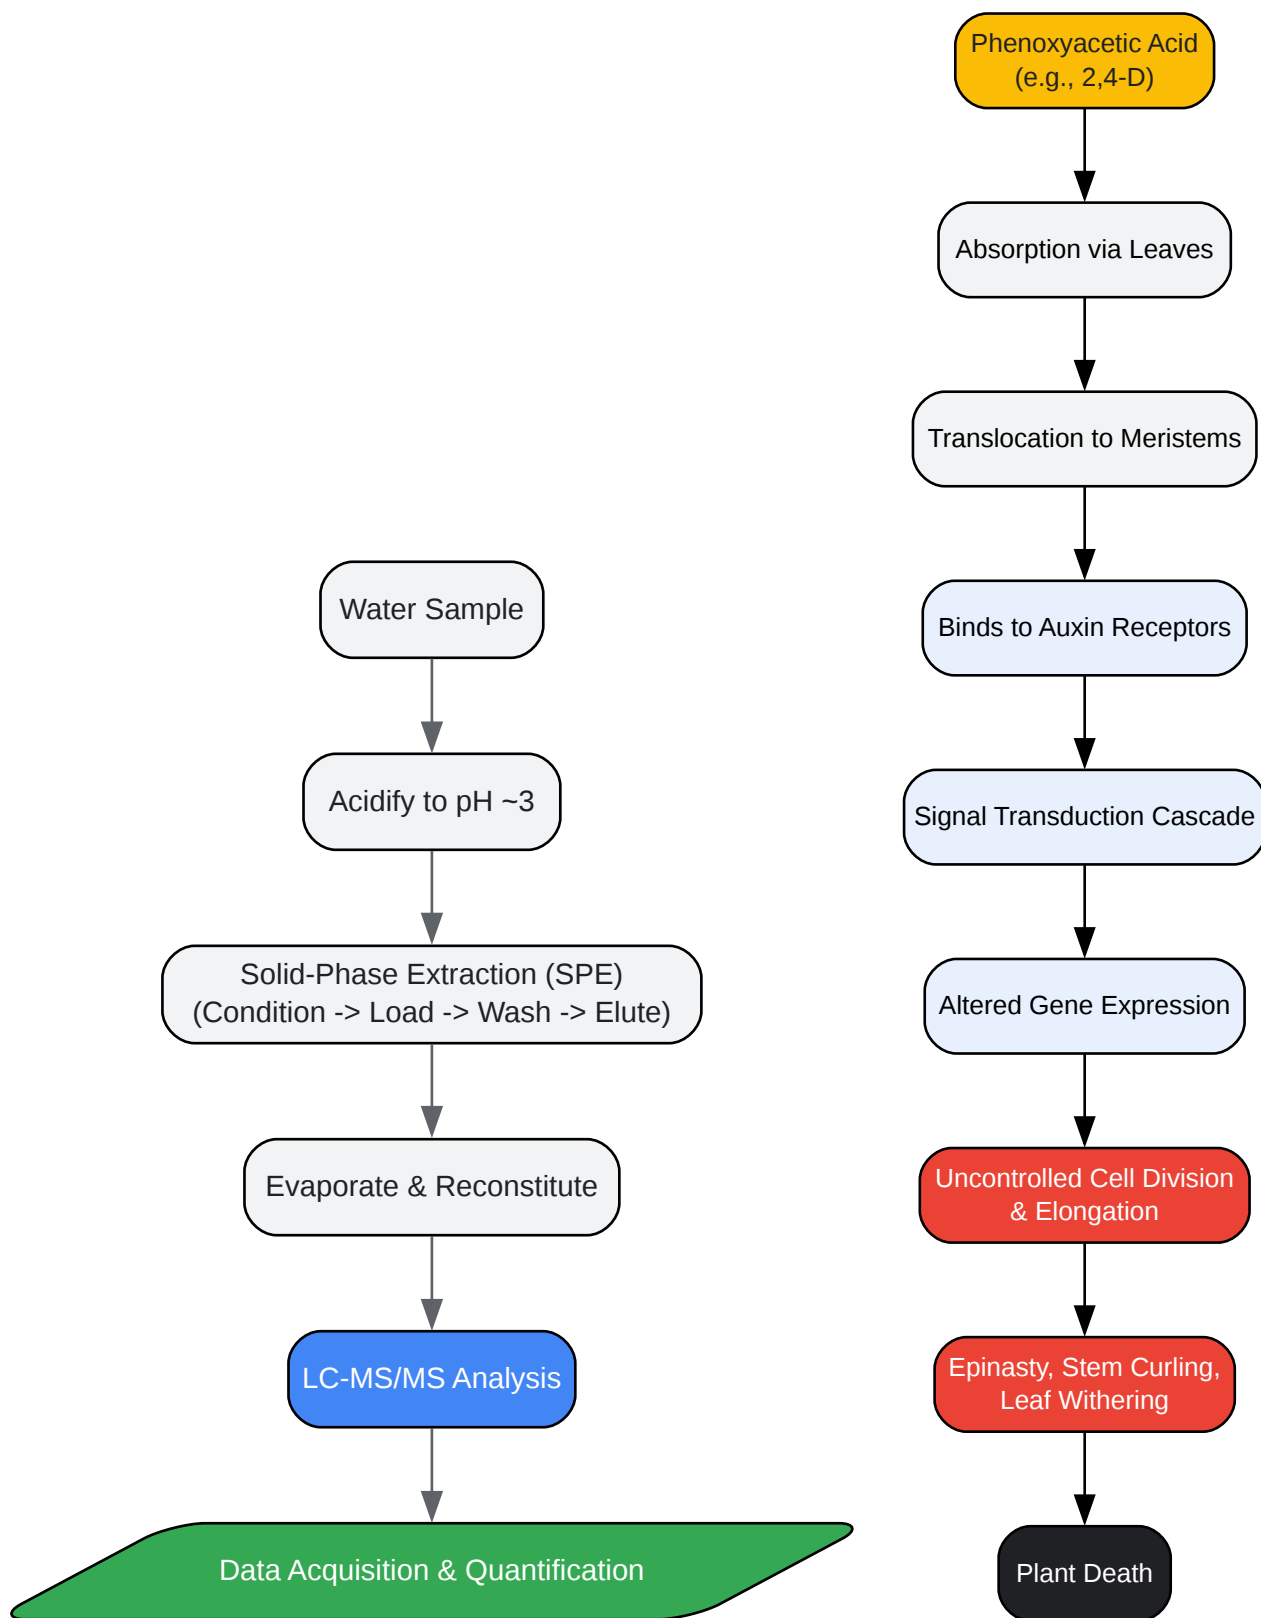 Water Sample
Acidify to pH ~3
Solid-Phase Extraction (SPE)
(Condition -> Load -> Wash -> Elute)
Evaporate & Reconstitute
LC-MS/MS Analysis
Data Acquisition & Quantification
Phenoxyacetic Acid
(e.g., 2,4-D)
Absorption via Leaves
Translocation to Meristems
Binds to Auxin Receptors
Signal Transduction Cascade
Altered Gene Expression
Uncontrolled Cell Division
& Elongation
Epinasty, Stem Curling,
Leaf Withering
Plant Death